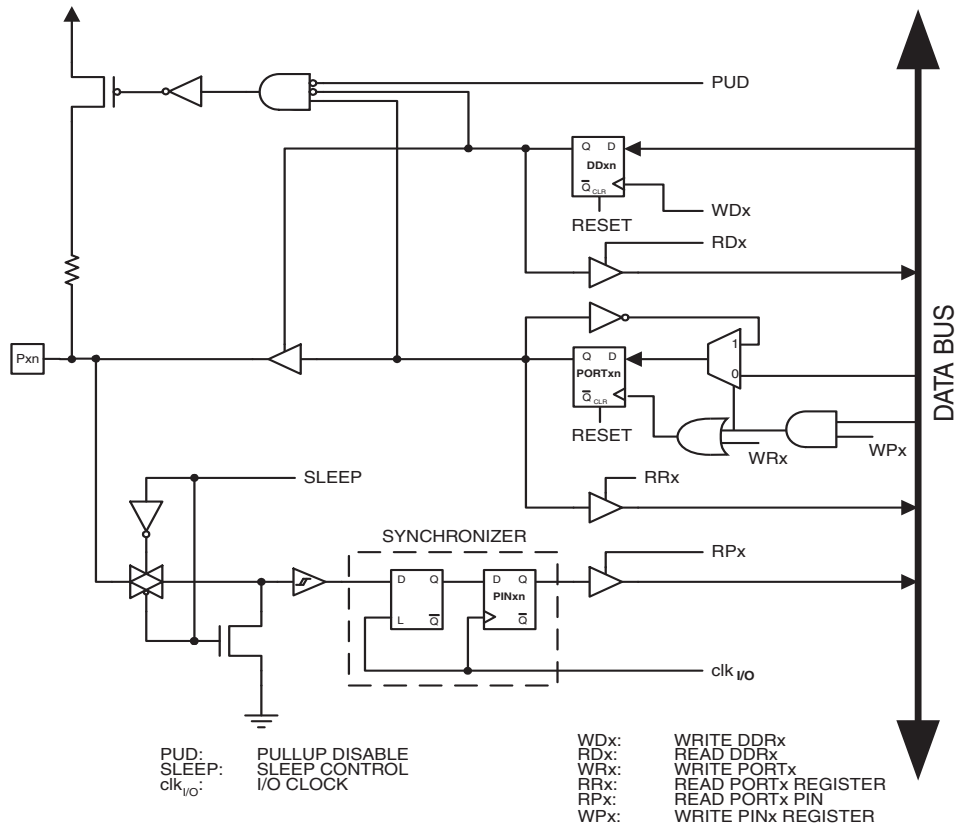 PUD
Q D
DDxn
Q CLR
WDx
RESET
RDx
DATA BUS
1
Pxn
Q D
PORTxn
0
Q CLR
RESET
WRx
WPx
SLEEP
RRx
SYNCHRONIZER
RPx
D Q
D Q
PINxn
L Q
Q
clk I/O
PUD: PULLUP DISABLE
SLEEP: SLEEP CONTROL
clkI/O: I/O CLOCK
WDx: WRITE DDRx
RDx: READ DDRx
WRx: WRITE PORTx
RRx: READ PORTx REGISTER
RPx: READ PORTx PIN
WPx: WRITE PINx REGISTER